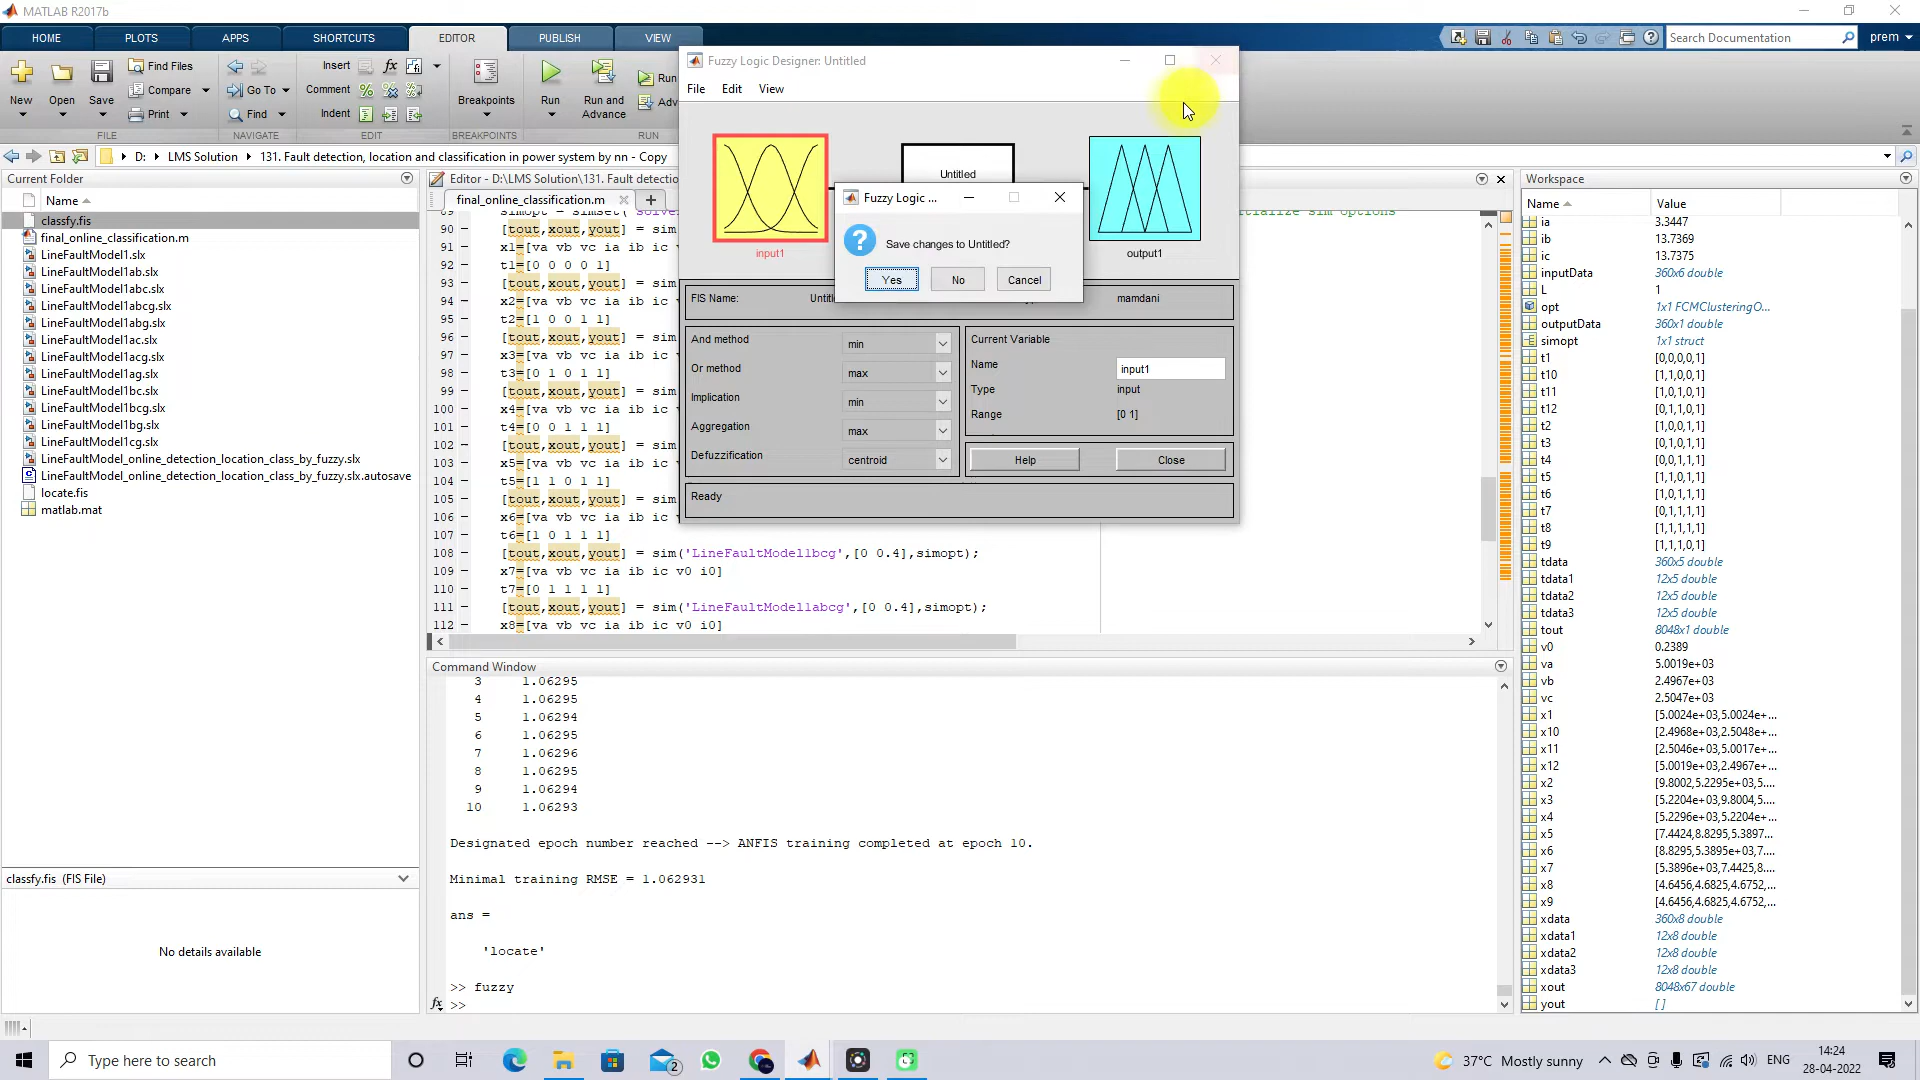 MATLAB R2017b
HOME PLOTS APPS SHORTCUTS EDITOR PUBLISH VIEW
Search Documentation
prem
New Open Save Find Files Compare Print
Go To Find
Insert fx
Comment
Indent
Breakpoints Run Run and Advance Run Adv
FILE NAVIGATE EDIT BREAKPOINTS RUN
D: LMS Solution 131. Fault detection, location and classification in power system by nn - Copy
Current Folder
Name
classfy.fis
final_online_classification.m
LineFaultModel1.slx
LineFaultModel1ab.slx
LineFaultModel1abc.slx
LineFaultModel1abcg.slx
LineFaultModel1abg.slx
LineFaultModel1ac.slx
LineFaultModel1acg.slx
LineFaultModel1ag.slx
LineFaultModel1bc.slx
LineFaultModel1bcg.slx
LineFaultModel1bg.slx
LineFaultModel1cg.slx
LineFaultModel_online_detection_location_class_by_fuzzy.slx
LineFaultModel_online_detection_location_class_by_fuzzy.slx.autosave
locate.fis
matlab.mat
classfy.fis (FIS File)
No details available
Editor - D:\LMS Solution\131. Fault detection
final_online_classification.m
90 [tout,xout,yout] = sim
91 x1=[va vb vc ia ib ic v
92 t1=[0 0 0 0 1]
93 [tout,xout,yout] = sim
94 x2=[va vb vc ia ib ic v
95 t2=[1 0 0 1 1]
96 [tout,xout,yout] = sim
97 x3=[va vb vc ia ib ic v
98 t3=[0 1 0 1 1]
99 [tout,xout,yout] = sim
100 x4=[va vb vc ia ib ic v
101 t4=[0 0 1 1 1]
102 [tout,xout,yout] = sim
103 x5=[va vb vc ia ib ic v
104 t5=[1 1 0 1 1]
105 [tout,xout,yout] = sim
106 x6=[va vb vc ia ib ic v
107 t6=[1 0 1 1 1]
108 [tout,xout,yout] = sim('LineFaultModel1bcg',[0 0.4],simopt);
109 x7=[va vb vc ia ib ic v0 i0]
110 t7=[0 1 1 1 1]
111 [tout,xout,yout] = sim('LineFaultModel1abcg',[0 0.4],simopt);
112 x8=[va vb vc ia ib ic v0 i0]
Fuzzy Logic Designer: Untitled
File Edit View
Untitled
input1
output1
Fuzzy Logic ...
Save changes to Untitled?
Yes No Cancel
FIS Name: mamdani
And method min
Or method max
Implication min
Aggregation max
Defuzzification centroid
Current Variable
Name input1
Type input
Range [0 1]
Help Close
Ready
Command Window
3 1.06295
4 1.06295
5 1.06294
6 1.06295
7 1.06296
8 1.06295
9 1.06294
10 1.06293
Designated epoch number reached --> ANFIS training completed at epoch 10.
Minimal training RMSE = 1.062931
ans =
'locate'
>> fuzzy
fx >>
Workspace
Name Value
ia 3.3447
ib 13.7369
ic 13.7375
inputData 360x6 double
L 1
opt 1x1 FCMClusteringO...
outputData 360x1 double
simopt 1x1 struct
t1 [0,0,0,0,1]
t10 [1,1,0,0,1]
t11 [1,0,1,0,1]
t12 [0,1,1,0,1]
t2 [1,0,0,1,1]
t3 [0,1,0,1,1]
t4 [0,0,1,1,1]
t5 [1,1,0,1,1]
t6 [1,0,1,1,1]
t7 [0,1,1,1,1]
t8 [1,1,1,1,1]
t9 [1,1,1,0,1]
tdata 360x5 double
tdata1 12x5 double
tdata2 12x5 double
tdata3 12x5 double
tout 8048x1 double
v0 0.2389
va 5.0019e+03
vb 2.4967e+03
vc 2.5047e+03
x1 [5.0024e+03,5.0024e+...
x10 [2.4968e+03,2.5048e+...
x11 [2.5046e+03,5.0017e+...
x12 [5.0019e+03,2.4967e+...
x2 [9.8002,5.2295e+03,5....
x3 [5.2204e+03,9.8004,5....
x4 [5.2296e+03,5.2204e+...
x5 [7.4424,8.8295,5.3897...
x6 [8.8295,5.3895e+03,7....
x7 [5.3896e+03,7.4425,8....
x8 [4.6456,4.6825,4.6752,...
x9 [4.6456,4.6825,4.6752,...
xdata 360x8 double
xdata1 12x8 double
xdata2 12x8 double
xdata3 12x8 double
xout 8048x67 double
yout []
Type here to search
2
37°C Mostly sunny
ENG
14:24
28-04-2022